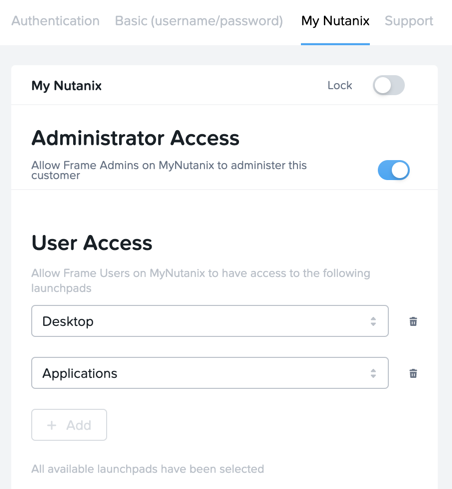 Authentication Basic (username/password) My Nutanix Support
My Nutanix Lock
Administrator Access
Allow Frame Admins on MyNutanix to administer this
customer
User Access
Allow Frame Users on MyNutanix to have access to the following
launchpads
Desktop
Applications
+ Add
All available launchpads have been selected